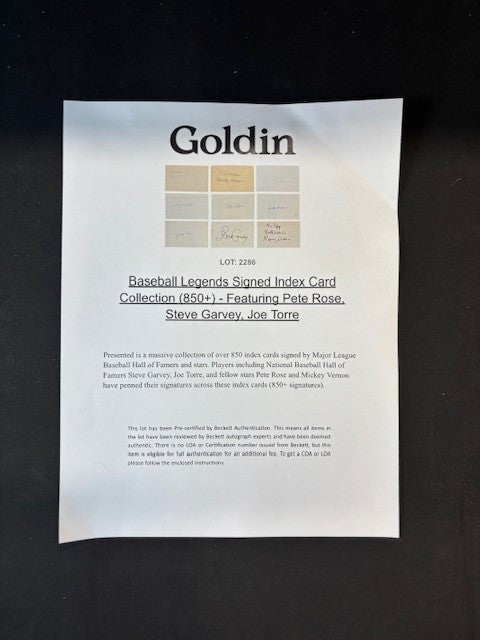 Goldin
LOT: 2286
Baseball Legends Signed Index Card
Collection (850+) - Featuring Pete Rose,
Steve Garvey, Joe Torre
Presented is a massive collection of over 850 index cards signed by Major League
Baseball Hall of Famers and stars. Players including National Baseball Hall of
Famers Steve Garvey, Joe Torre, and fellow stars Pete Rose and Mickey Vernon
have penned their signatures across these index cards (850+ signatures).
This lot has been Pre-certified by Beckett Authentication. This means all items in
the lot have been reviewed by Beckett autograph experts and have been deemed
authentic. There is no LOA or Certification number issued from Beckett, but this
item is eligible for full authentication for an additional fee. To get a COA or LOA
please follow the enclosed instructions.